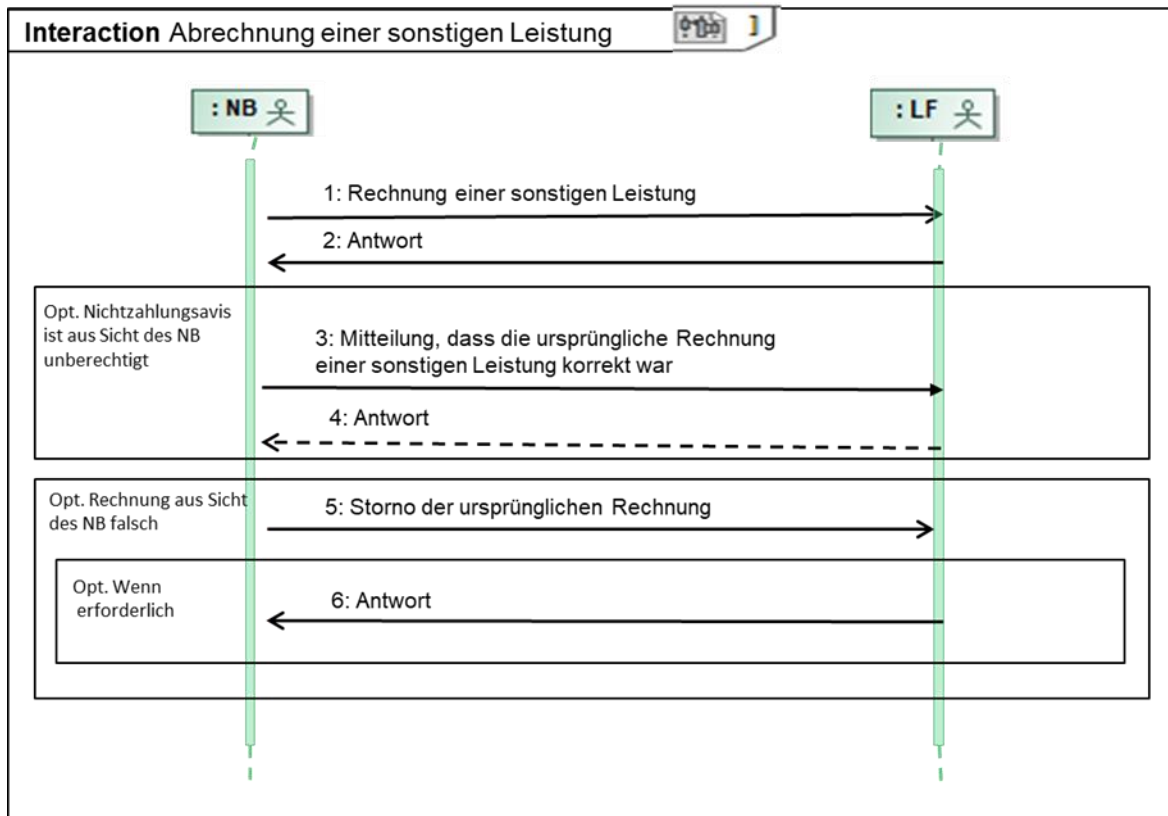 Interaction Abrechnung einer sonstigen Leistung
: NB
: LF
1: Rechnung einer sonstigen Leistung
2: Antwort
Opt. Nichtzahlungsavis
ist aus Sicht des NB
unberechtigt
3: Mitteilung, dass die ursprüngliche Rechnung
einer sonstigen Leistung korrekt war
4: Antwort
Opt. Rechnung aus Sicht
des NB falsch
5: Storno der ursprünglichen Rechnung
Opt. Wenn
erforderlich
6: Antwort